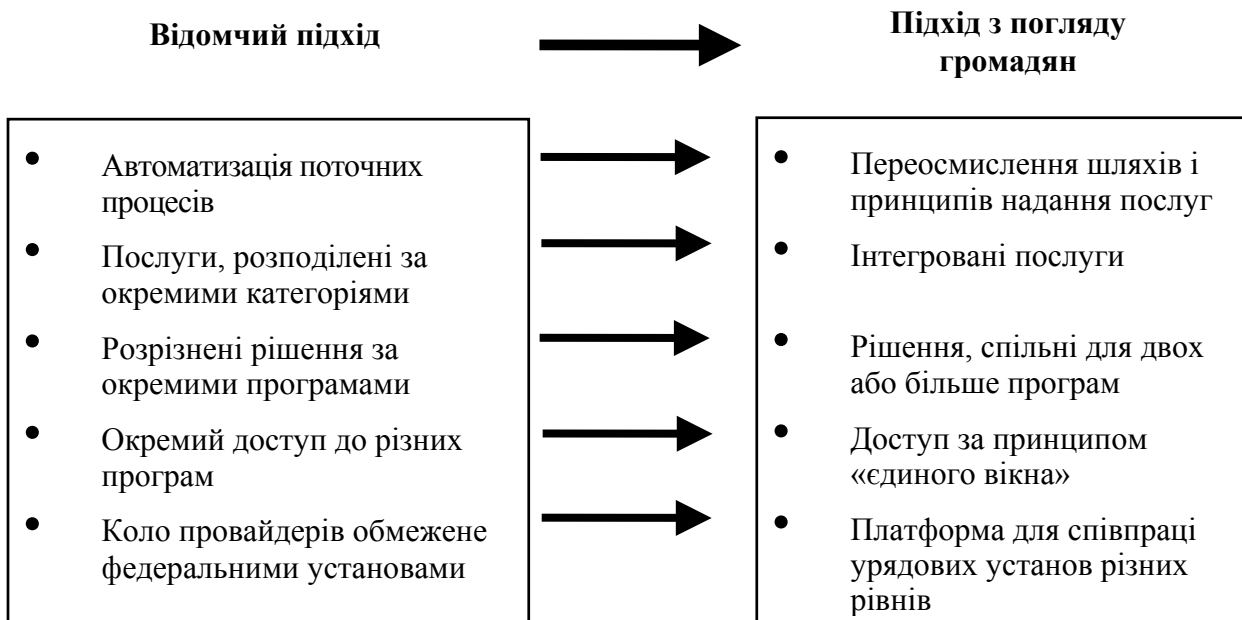 Відомчий підхід
Підхід з погляду
громадян
• Автоматизація поточних
процесів
• Послуги, розподілені за
окремими категоріями
• Розрізнені рішення за
окремими програмами
• Окремий доступ до різних
програм
• Коло провайдерів обмежене
федеральними установами
• Переосмислення шляхів і
принципів надання послуг
• Інтегровані послуги
• Рішення, спільні для двох
або більше програм
• Доступ за принципом
«єдиного вікна»
• Платформа для співпраці
урядових установ різних
рівнів